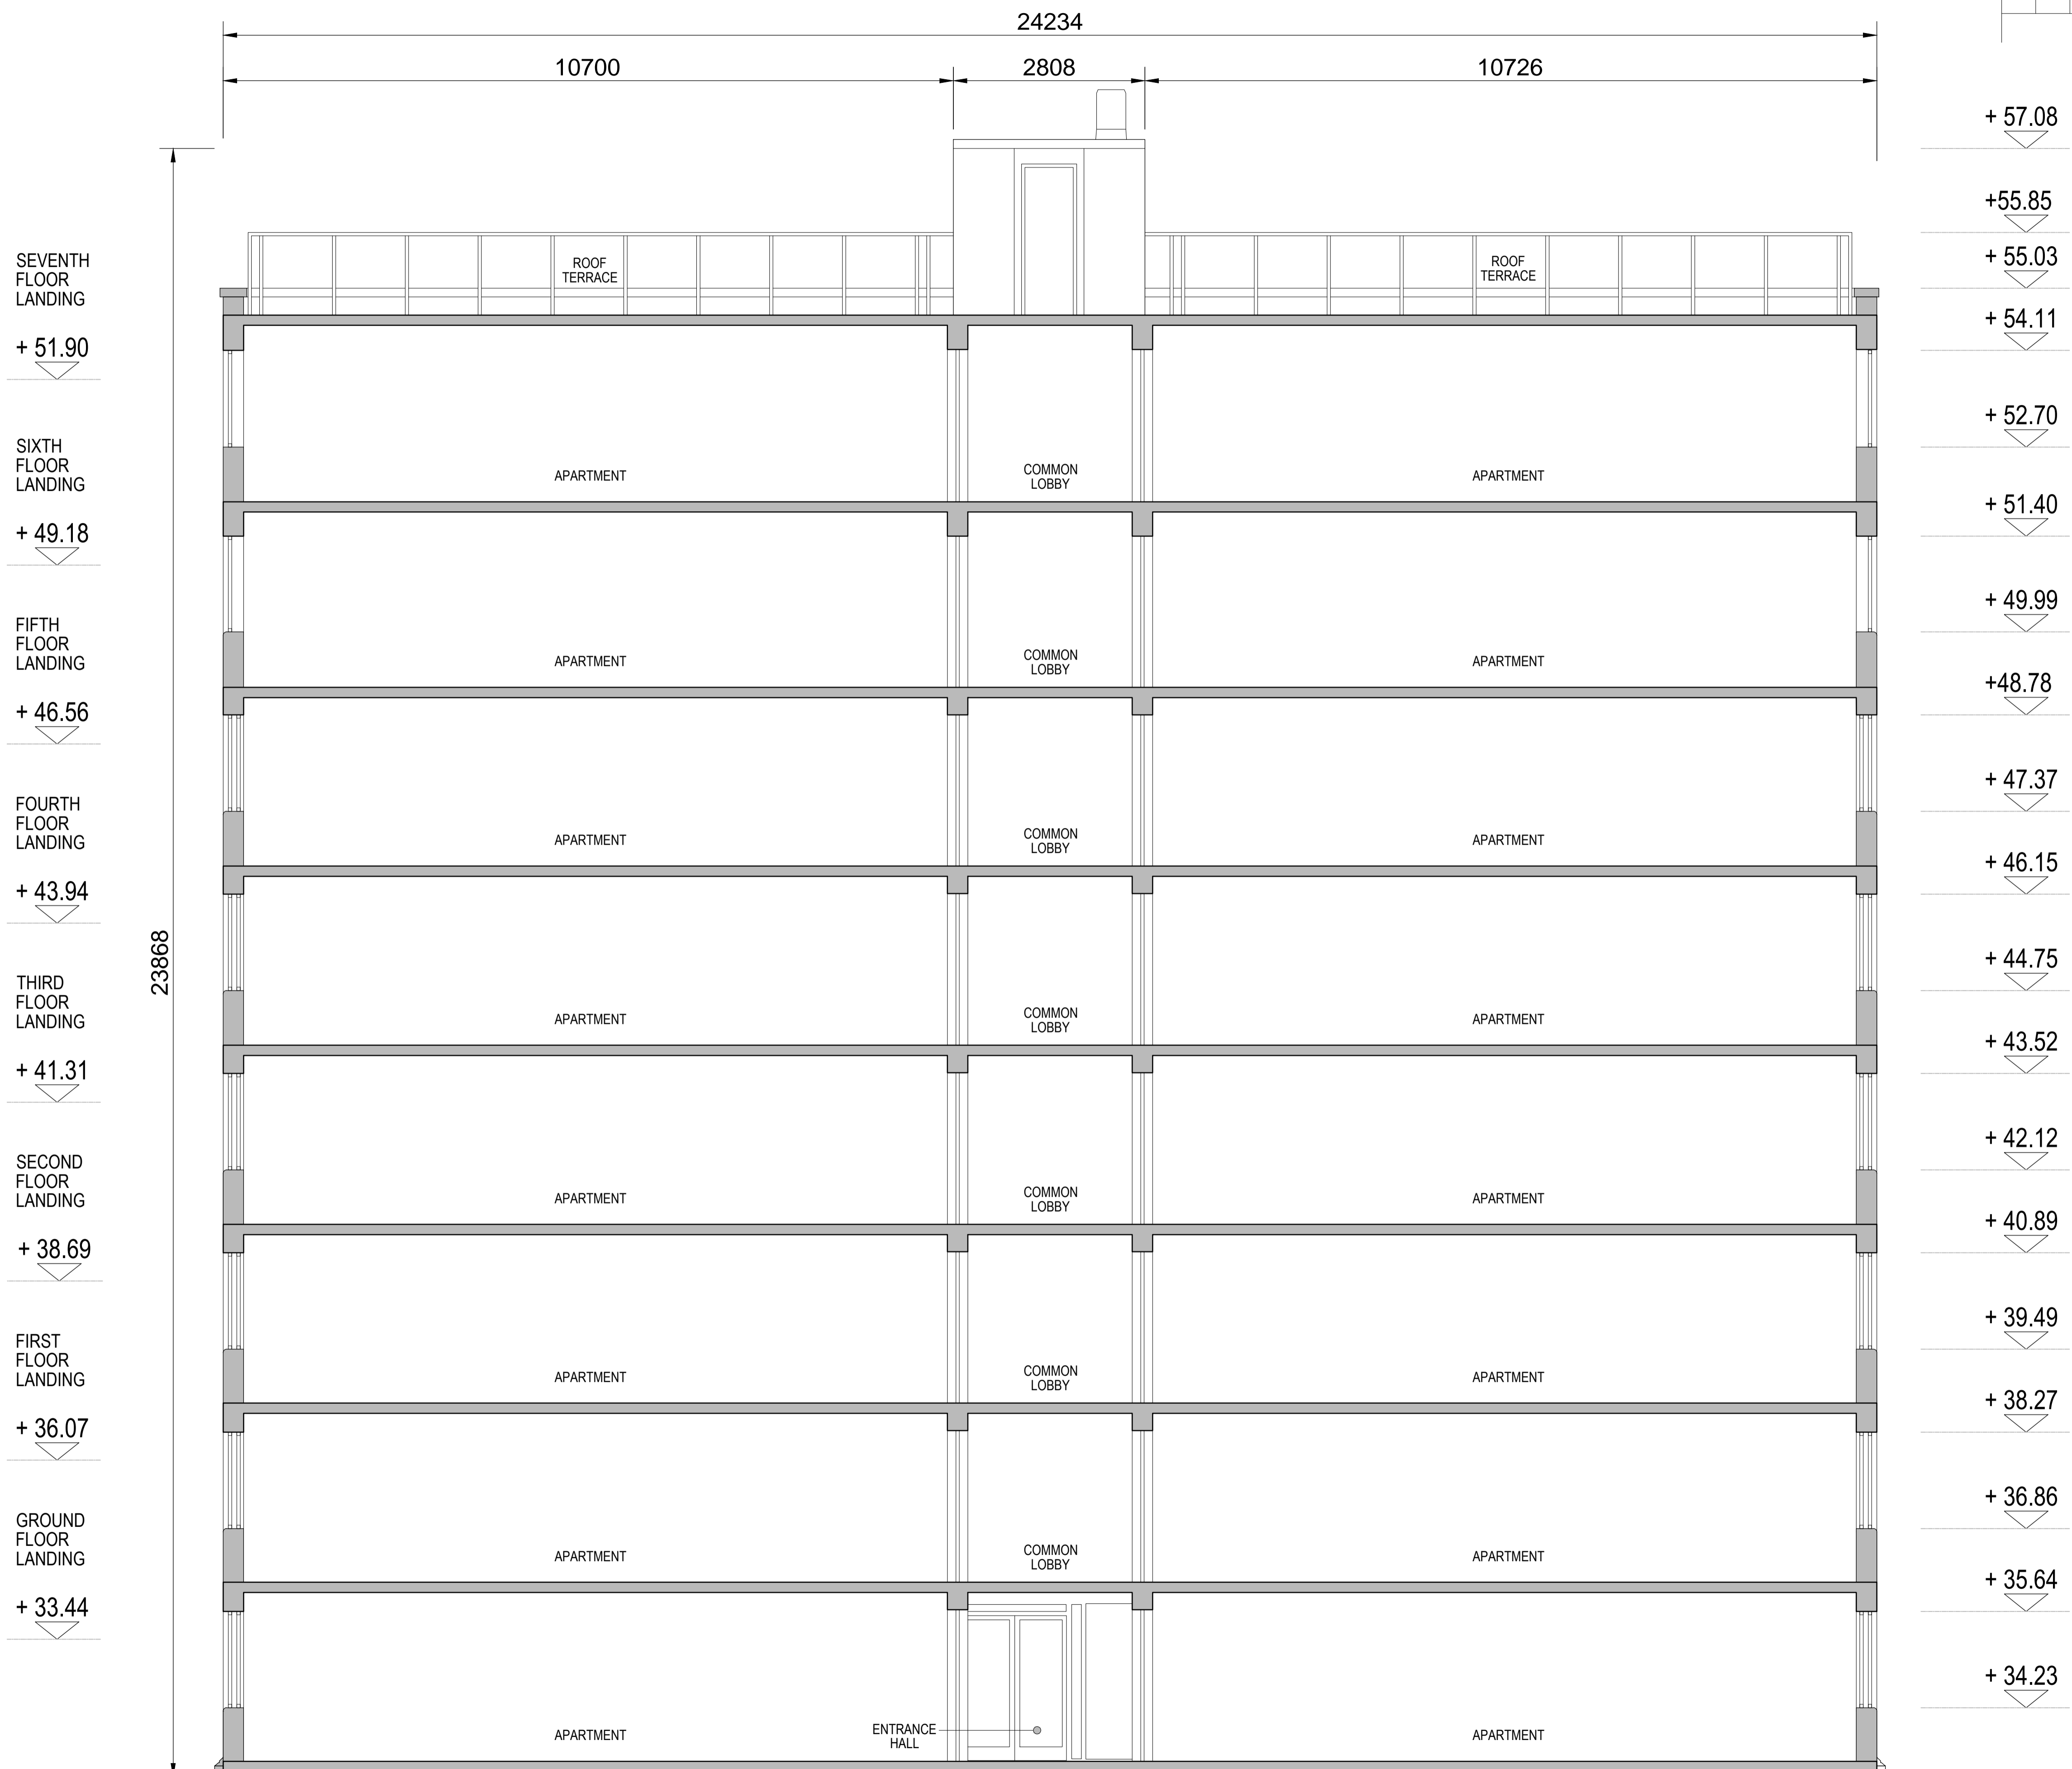 24234
10700
2808
10726
+ 57.08
+55.85
+ 55.03
+ 54.11
+ 52.70
+ 51.40
+ 49.99
+48.78
+ 47.37
+ 46.15
+ 44.75
+ 43.52
+ 42.12
+ 40.89
+ 39.49
+ 38.27
+ 36.86
+ 35.64
+ 34.23
SEVENTH
FLOOR
LANDING
+ 51.90
SIXTH
FLOOR
LANDING
+ 49.18
FIFTH
FLOOR
LANDING
+ 46.56
FOURTH
FLOOR
LANDING
+ 43.94
THIRD
FLOOR
LANDING
+ 41.31
SECOND
FLOOR
LANDING
+ 38.69
FIRST
FLOOR
LANDING
+ 36.07
GROUND
FLOOR
LANDING
+ 33.44
23868
ROOF
TERRACE
ROOF
TERRACE
APARTMENT
COMMON
LOBBY
APARTMENT
APARTMENT
COMMON
LOBBY
APARTMENT
APARTMENT
COMMON
LOBBY
APARTMENT
APARTMENT
COMMON
LOBBY
APARTMENT
APARTMENT
COMMON
LOBBY
APARTMENT
APARTMENT
COMMON
LOBBY
APARTMENT
APARTMENT
COMMON
LOBBY
APARTMENT
APARTMENT
ENTRANCE
HALL
APARTMENT